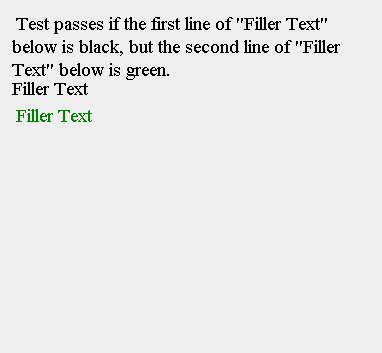 Test passes if the first line of "Filler Text"
below is black, but the second line of "Filler
Text" below is green.
Filler Text
Filler Text